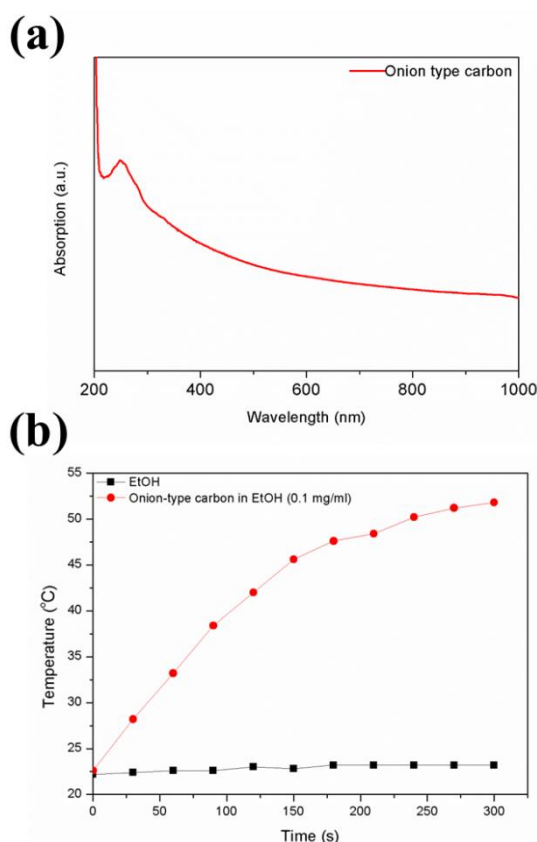 (a)
Onion type carbon
Absorption (a.u.)
200 400 600 800 1000
Wavelength (nm)
(b)
55
50
45
40
35
30
25
20
EtOH
Onion-type carbon in EtOH (0.1 mg/ml)
Temperature (°C)
0 50 100 150 200 250 300
Time (s)